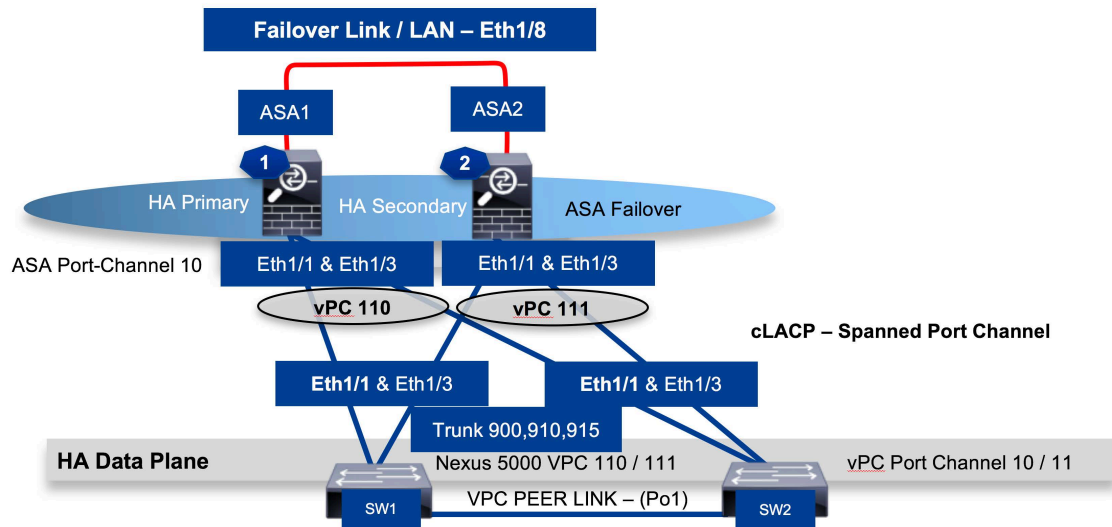 Failover Link / LAN – Eth1/8
ASA1
ASA2
1
2
HA Primary
HA Secondary
ASA Failover
ASA Port-Channel 10
Eth1/1 & Eth1/3
Eth1/1 & Eth1/3
vPC 110
vPC 111
cLACP – Spanned Port Channel
Eth1/1 & Eth1/3
Eth1/1 & Eth1/3
Trunk 900,910,915
HA Data Plane
Nexus 5000 VPC 110 / 111
vPC Port Channel 10 / 11
VPC PEER LINK – (Po1)
SW1
SW2